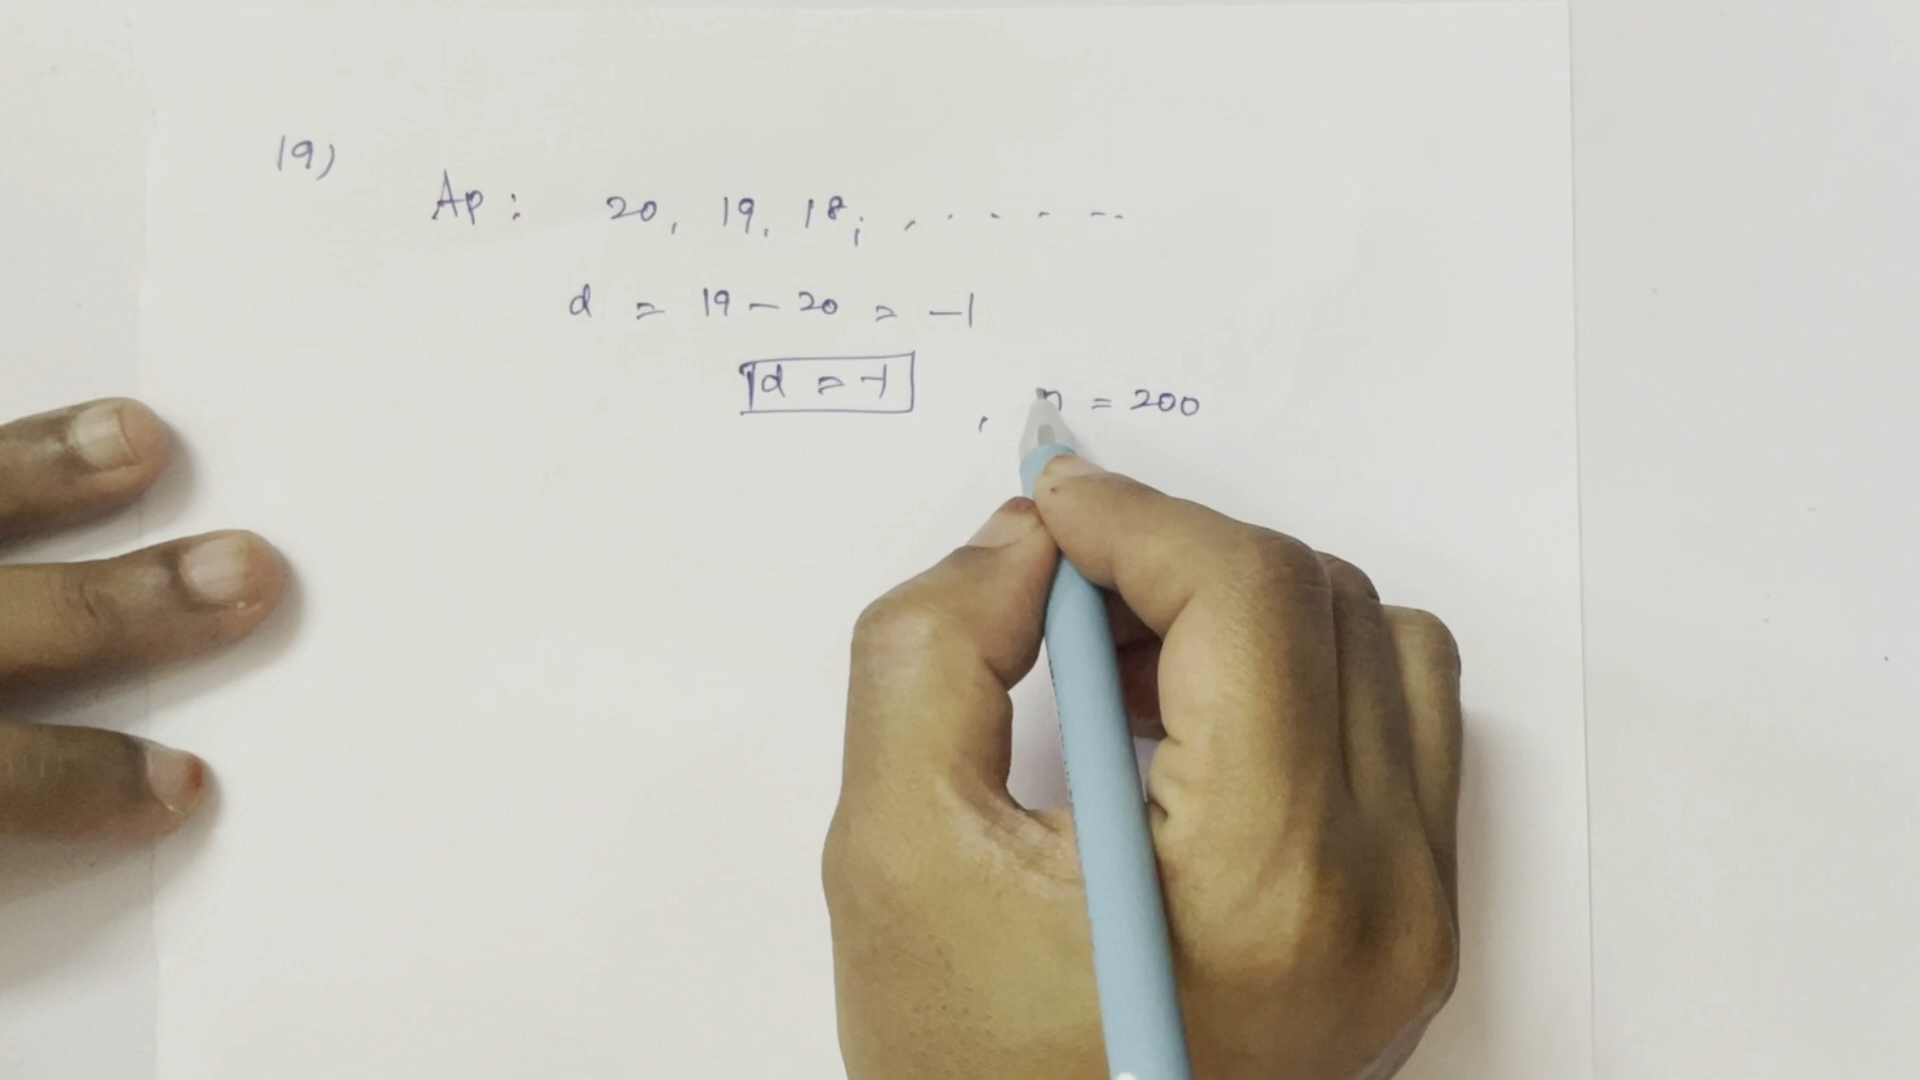 19)
Ap : 20, 19, 18, , . . . . - -
d = 19 - 20 = -1
d = -1 , n = 200